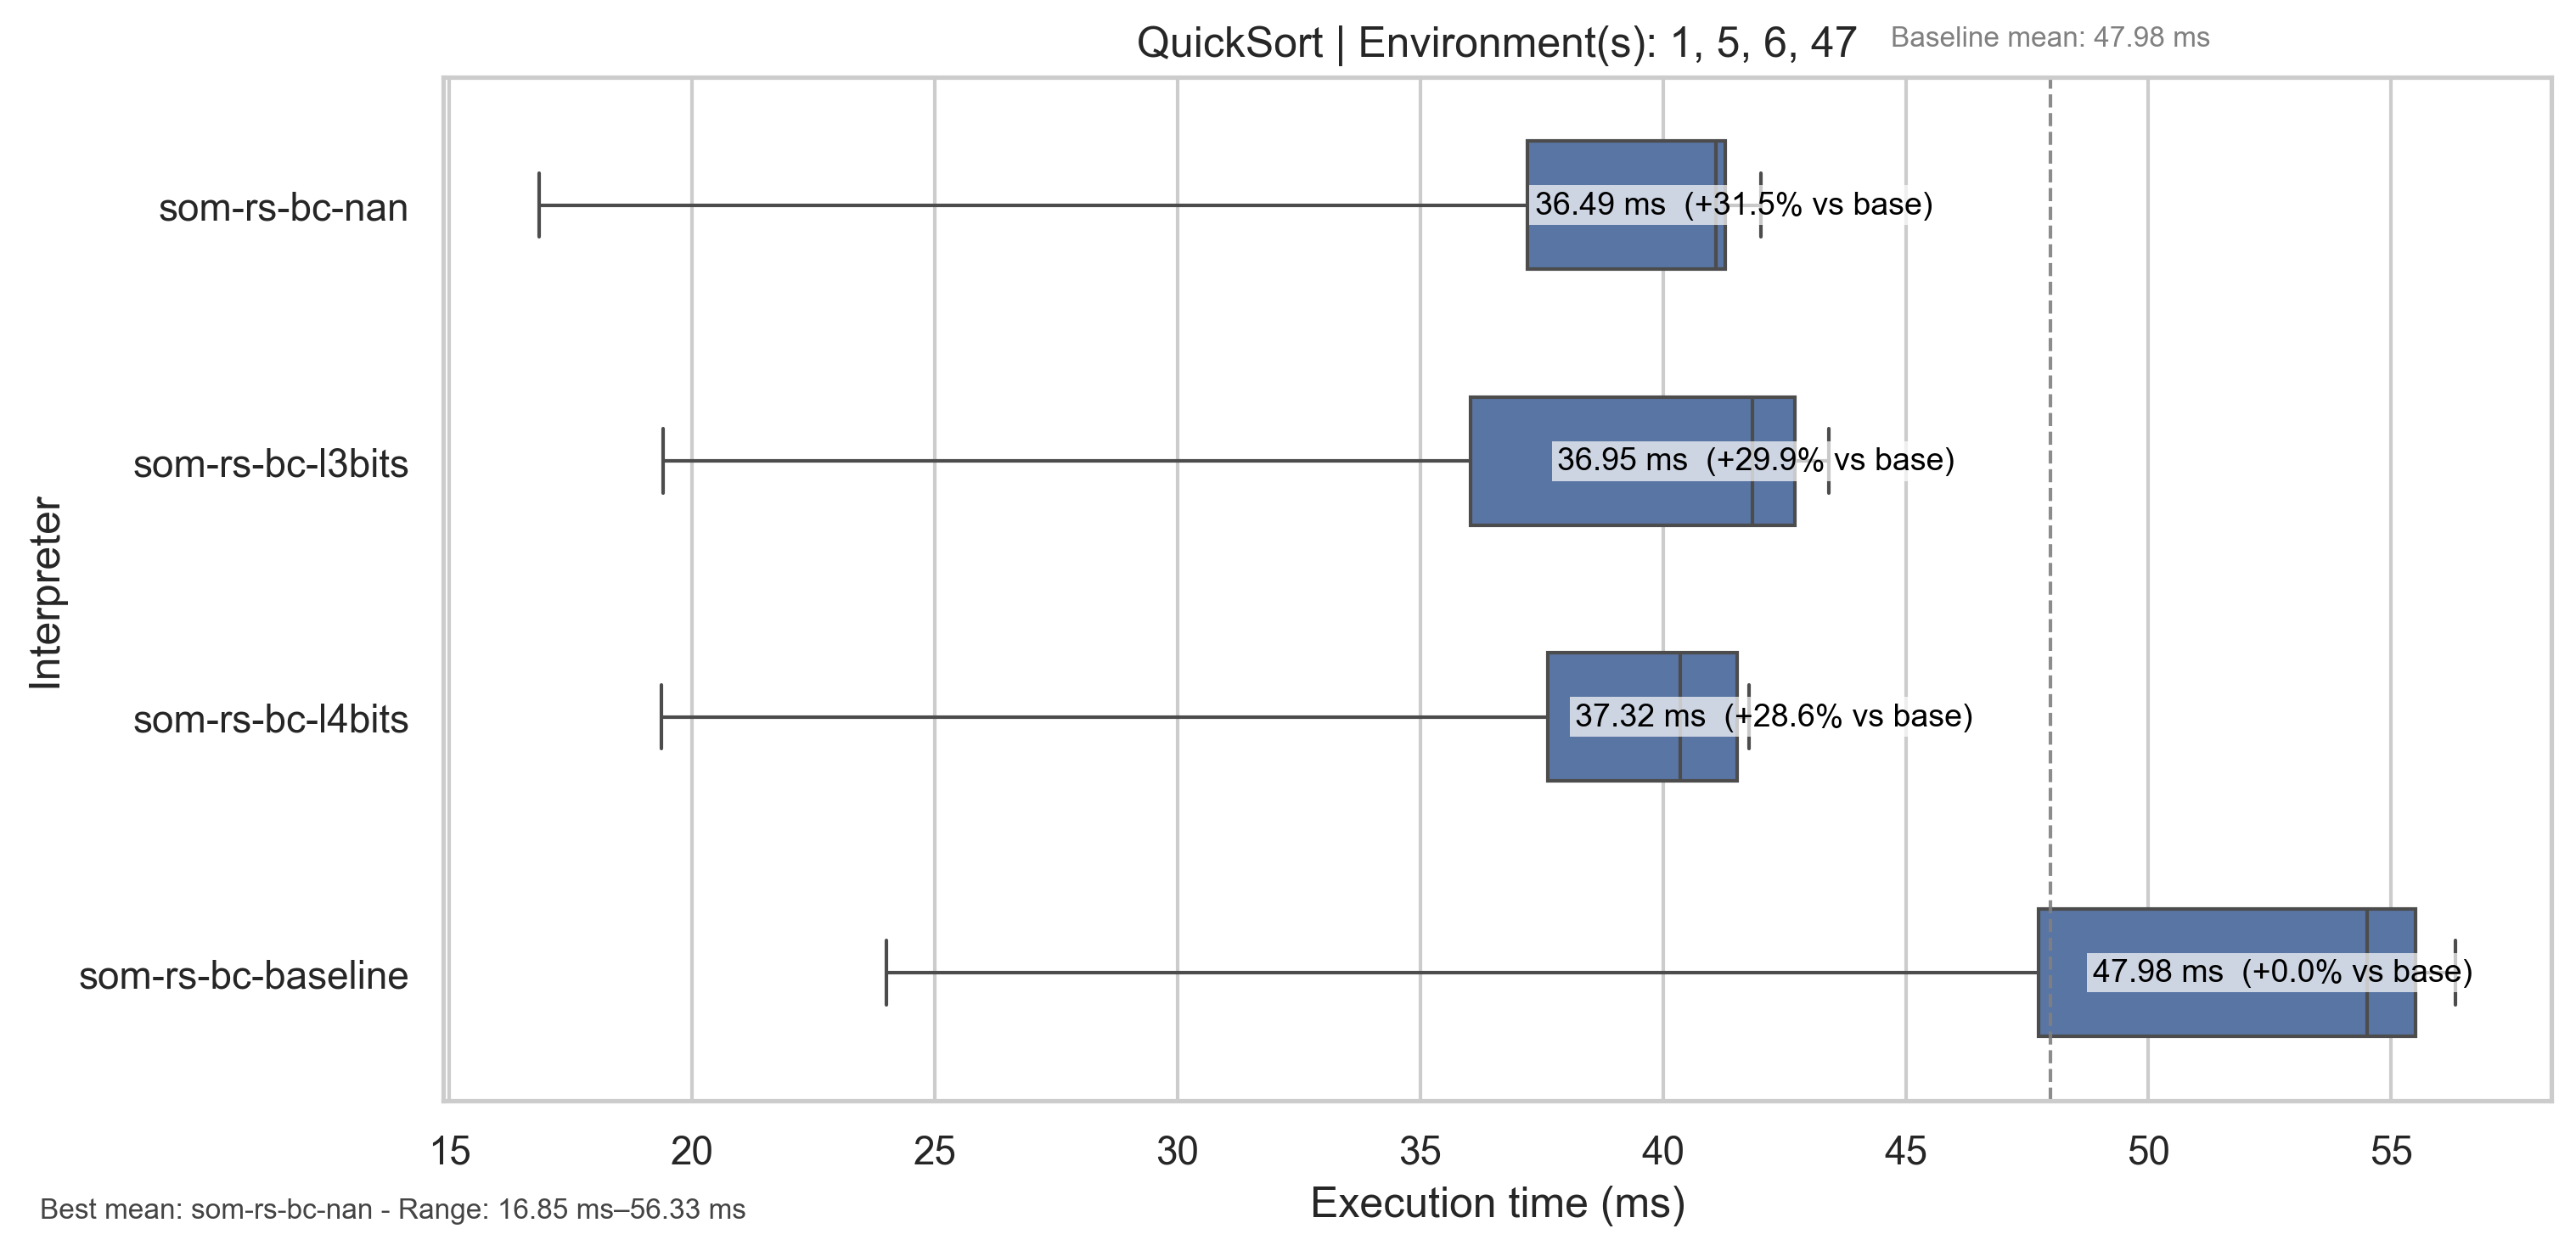 QuickSort | Environment(s): 1, 5, 6, 47
Baseline mean: 47.98 ms
Interpreter
som-rs-bc-nan
36.49 ms (+31.5% vs base)
som-rs-bc-l3bits
36.95 ms (+29.9% vs base)
som-rs-bc-l4bits
37.32 ms (+28.6% vs base)
som-rs-bc-baseline
47.98 ms (+0.0% vs base)
15 20 25 30 35 40 45 50 55
Execution time (ms)
Best mean: som-rs-bc-nan - Range: 16.85 ms–56.33 ms